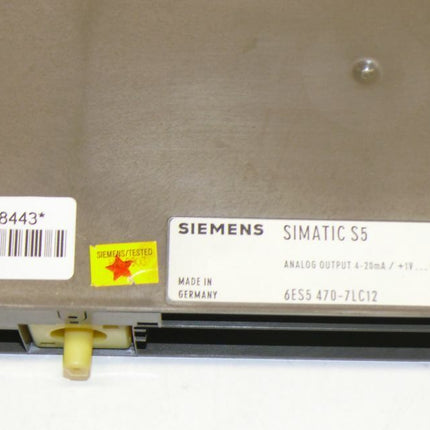 8443*
SIEMENS/TESTED
SIEMENS SIMATIC S5
ANALOG OUTPUT 4-20mA / +1V...
MADE IN
GERMANY 6ES5 470-7LC12